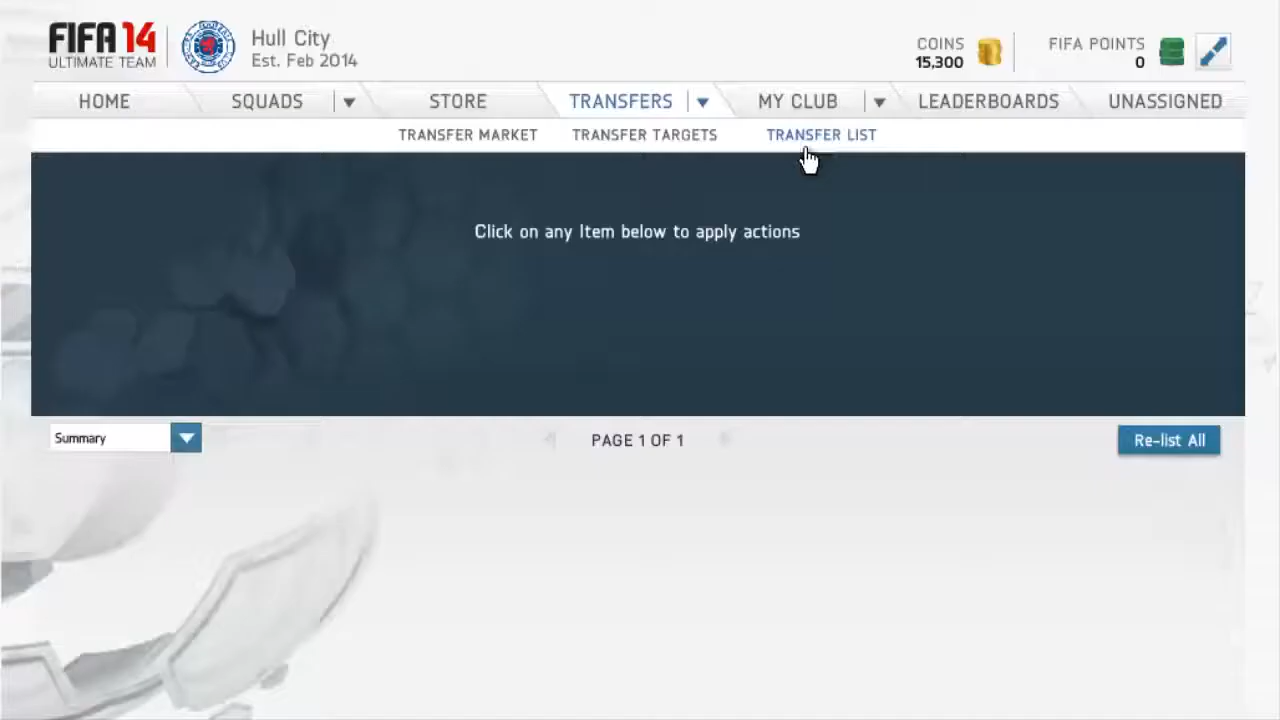 FIFA 14
ULTIMATE TEAM
Hull City
Est. Feb 2014
COINS
15,300
FIFA POINTS
0
HOME
SQUADS
STORE
TRANSFERS
MY CLUB
LEADERBOARDS
UNASSIGNED
TRANSFER MARKET
TRANSFER TARGETS
TRANSFER LIST
Click on any Item below to apply actions
Summary
PAGE 1 OF 1
Re-list All